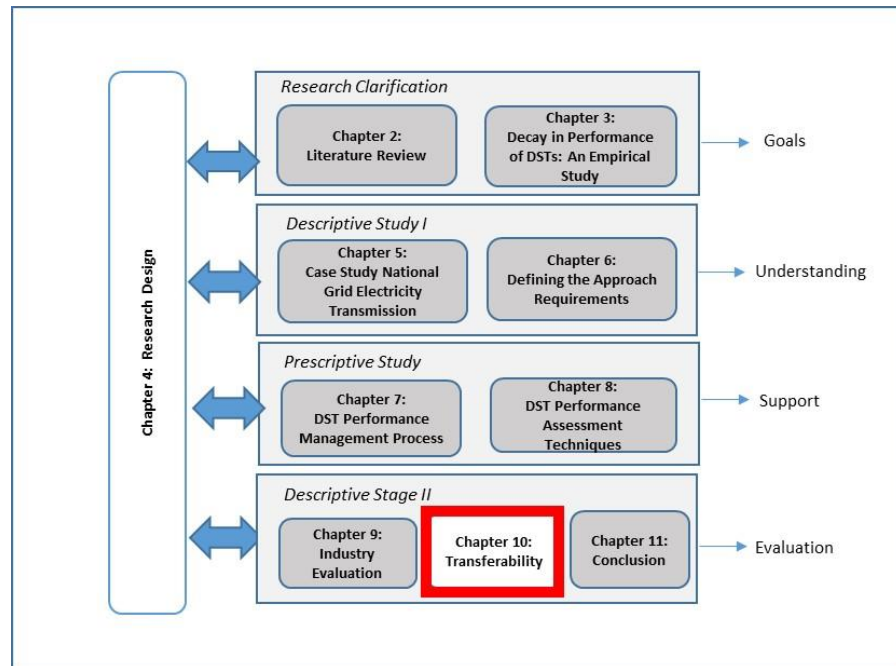 Chapter 4: Research Design
Research Clarification
Chapter 2:
Literature Review
Chapter 3:
Decay in Performance
of DSTs: An Empirical
Study
Goals
Descriptive Study I
Chapter 5:
Case Study National
Grid Electricity
Transmission
Chapter 6:
Defining the Approach
Requirements
Understanding
Prescriptive Study
Chapter 7:
DST Performance
Management Process
Chapter 8:
DST Performance
Assessment
Techniques
Support
Descriptive Stage II
Chapter 9:
Industry
Evaluation
Chapter 10:
Transferability
Chapter 11:
Conclusion
Evaluation